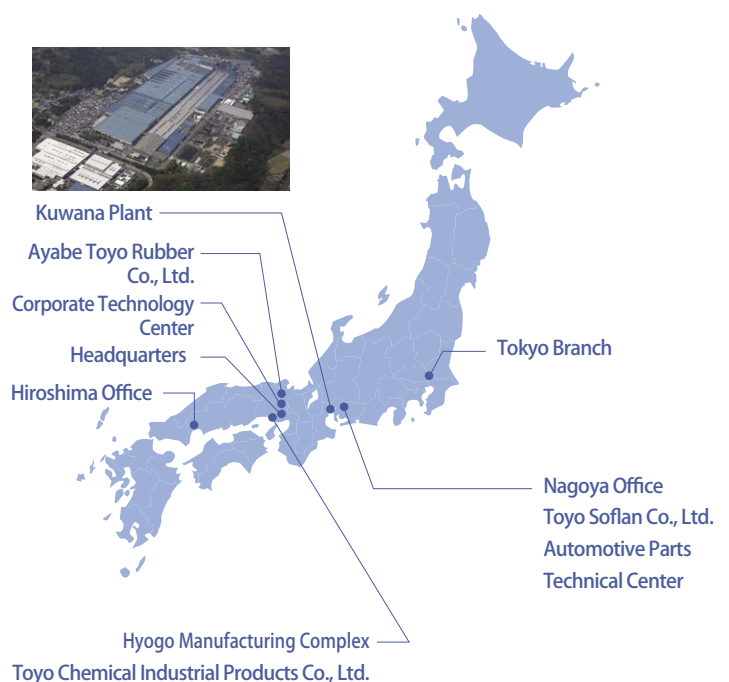 Kuwana Plant
Ayabe Toyo Rubber
Co., Ltd.
Corporate Technology
Center
Headquarters
Hiroshima Office
Tokyo Branch
Nagoya Office
Toyo Soflan Co., Ltd.
Automotive Parts
Technical Center
Hyogo Manufacturing Complex
Toyo Chemical Industrial Products Co., Ltd.